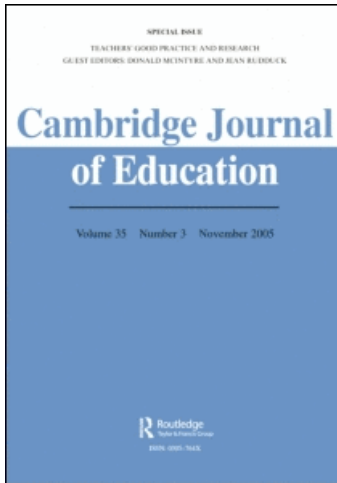 SPECIAL ISSUE
TEACHERS' GOOD PRACTICE AND RESEARCH
GUEST EDITORS: DONALD MCINTYRE AND JEAN RUDDUCK
Cambridge Journal
of Education
Volume 35 Number 3 November 2005
Routledge
Taylor & Francis Group
ISSN: 0305-764X